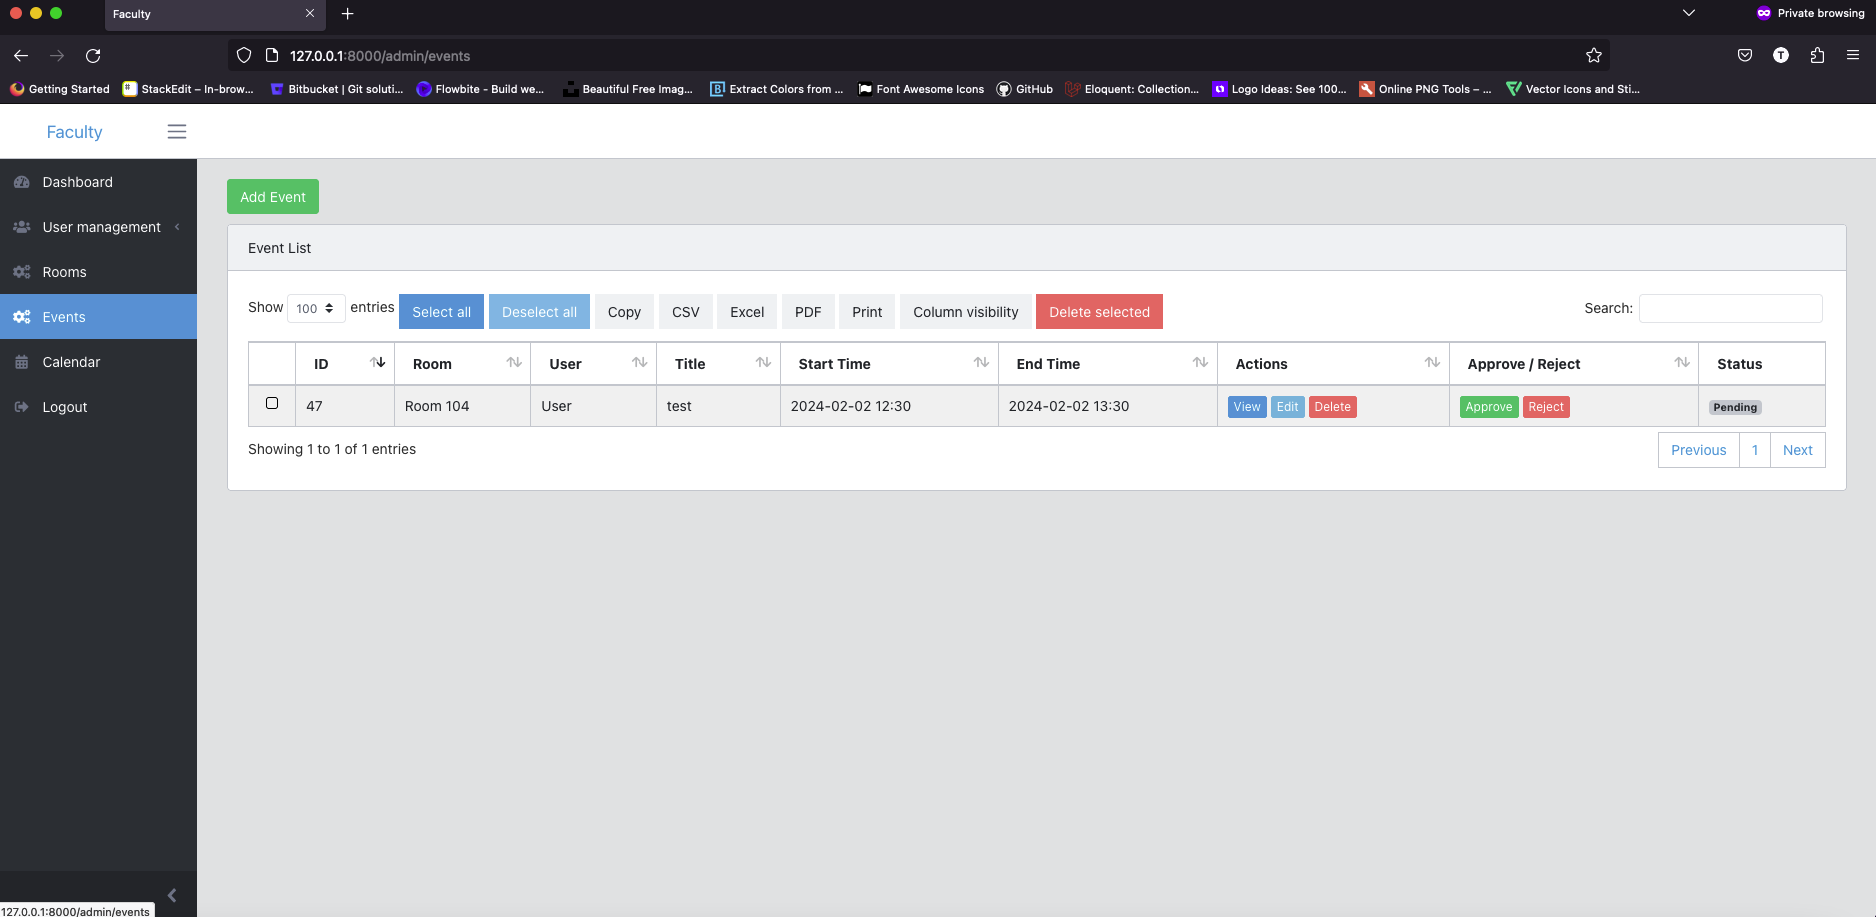 Faculty
Private browsing
127.0.0.1:8000/admin/events
T
Getting Started StackEdit – In-brow... Bitbucket | Git soluti... Flowbite - Build we... Beautiful Free Imag... Extract Colors from ... Font Awesome Icons GitHub Eloquent: Collection... Logo Ideas: See 100... Online PNG Tools – ... Vector Icons and Sti...
Faculty
Dashboard
User management
Rooms
Events
Calendar
Logout
Add Event
Event List
Show 100 entries Select all Deselect all Copy CSV Excel PDF Print Column visibility Delete selected Search:
ID Room User Title Start Time End Time Actions Approve / Reject Status
47 Room 104 User test 2024-02-02 12:30 2024-02-02 13:30 View Edit Delete Approve Reject Pending
Showing 1 to 1 of 1 entries Previous 1 Next
127.0.0.1:8000/admin/events